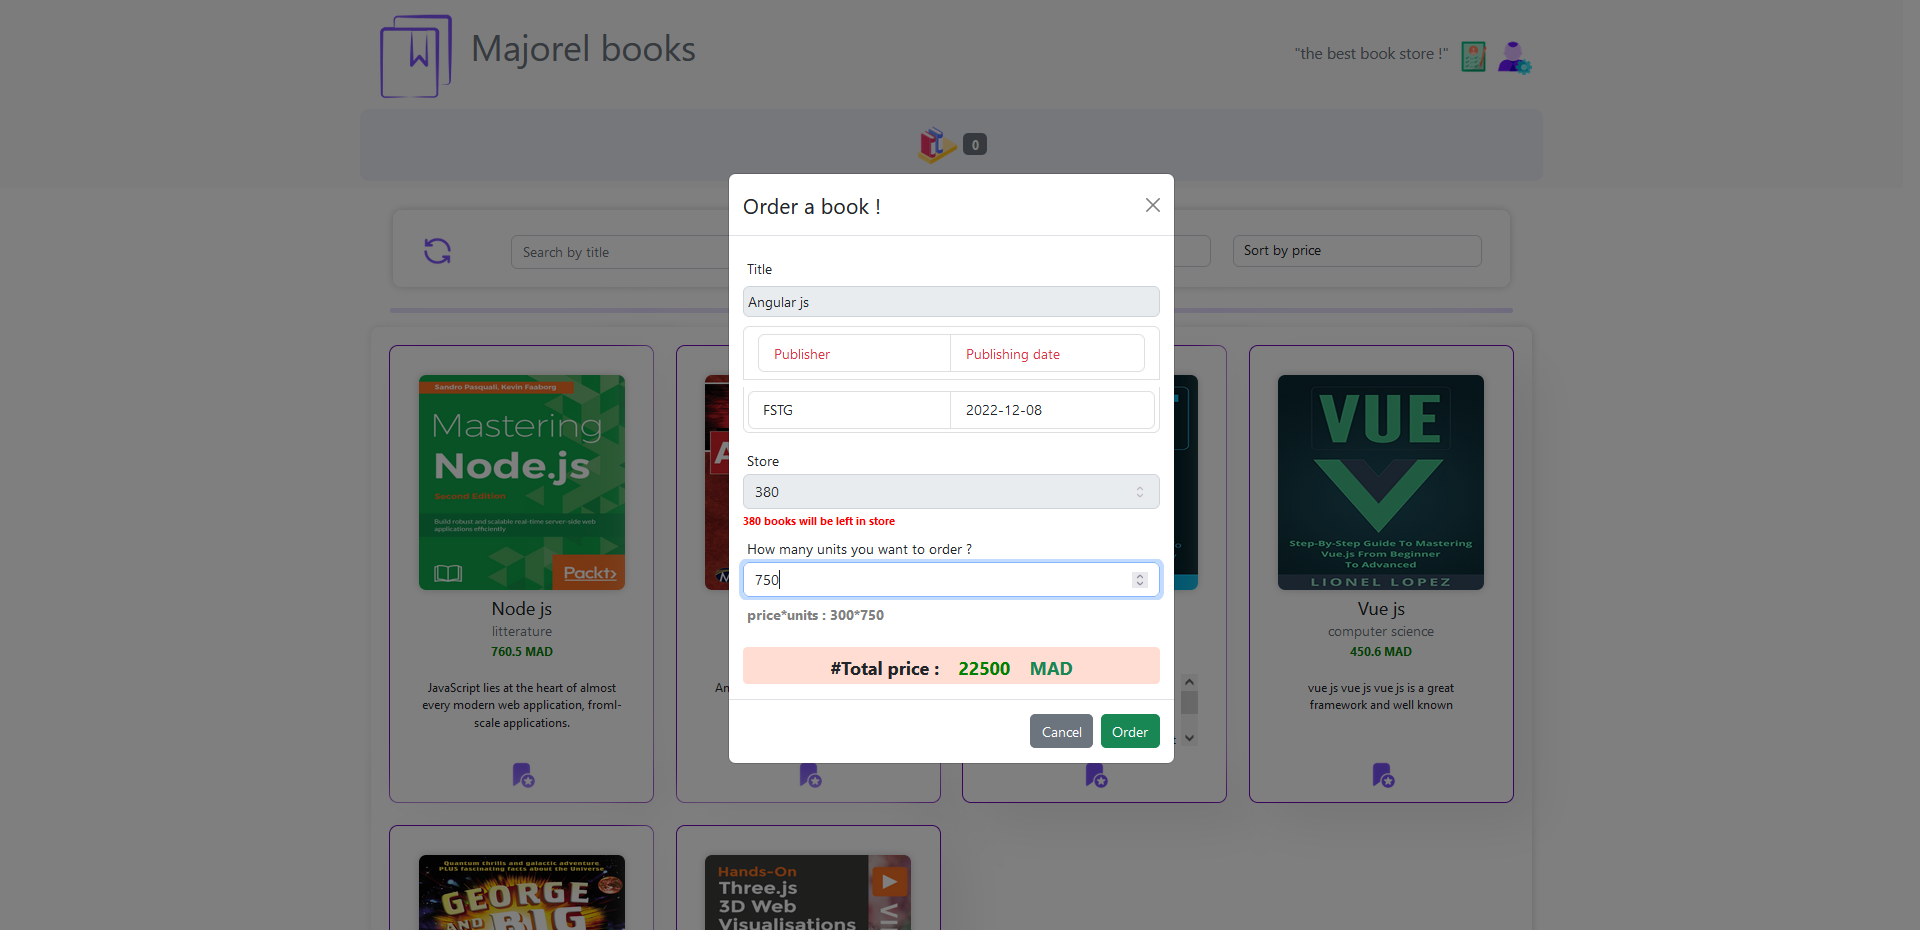 Majorel books
"the best book store !"
0
Order a book !
Search by title
Sort by price
Title
Angular js
Publisher
Publishing date
FSTG
2022-12-08
Store
380
380 books will be left in store
How many units you want to order ?
750
price*units : 300*750
#Total price : 22500 MAD
Cancel
Order
Sandro Pasquali, Kevin Faaborg
Mastering
Node.js
Second Edition
Build robust and scalable real-time server-side web
applications efficiently
Packt>
Node js
litterature
760.5 MAD
JavaScript lies at the heart of almost
every modern web application, froml-
scale applications.
A
M
An
VUE
Step-By-Step Guide To Mastering
Vue.js From Beginner
To Advanced
LIONEL LOPEZ
Vue js
computer science
450.6 MAD
vue js vue js vue js is a great
framework and well known
Quantum thrills and galactic adventure
PLUS fascinating facts about the Universe
GEORGE
AND BIG
Hands-On
Three.js
3D Web
Visualisations
VI